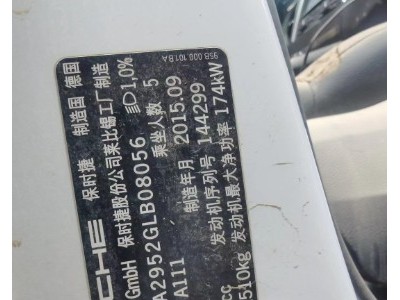 958 000 101 BA
CHE 保时捷 制造国 德国
GmbH 保时捷股份公司莱比锡工厂制造
1,0%
A2952GLB08056 乘坐人数 5
A111 制造年月 2015.09
发动机序列号 144299
cc 发动机最大净功率 174kW
510kg